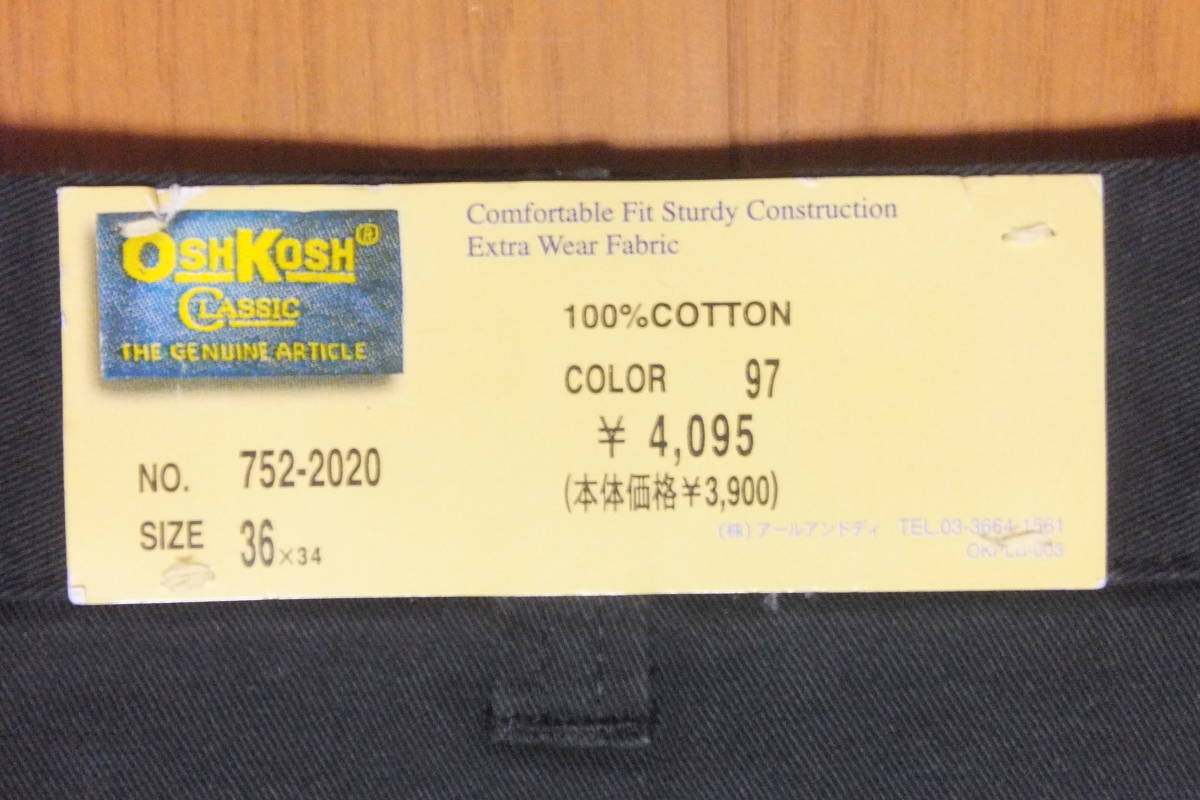 OSHKOSH®
CLASSIC
THE GENUINE ARTICLE
Comfortable Fit Sturdy Construction
Extra Wear Fabric
100%COTTON
COLOR 97
¥ 4,095
(本体価格¥3,900)
NO. 752-2020
SIZE 36×34
(株)アールアンドディ TEL.03-3664-1561